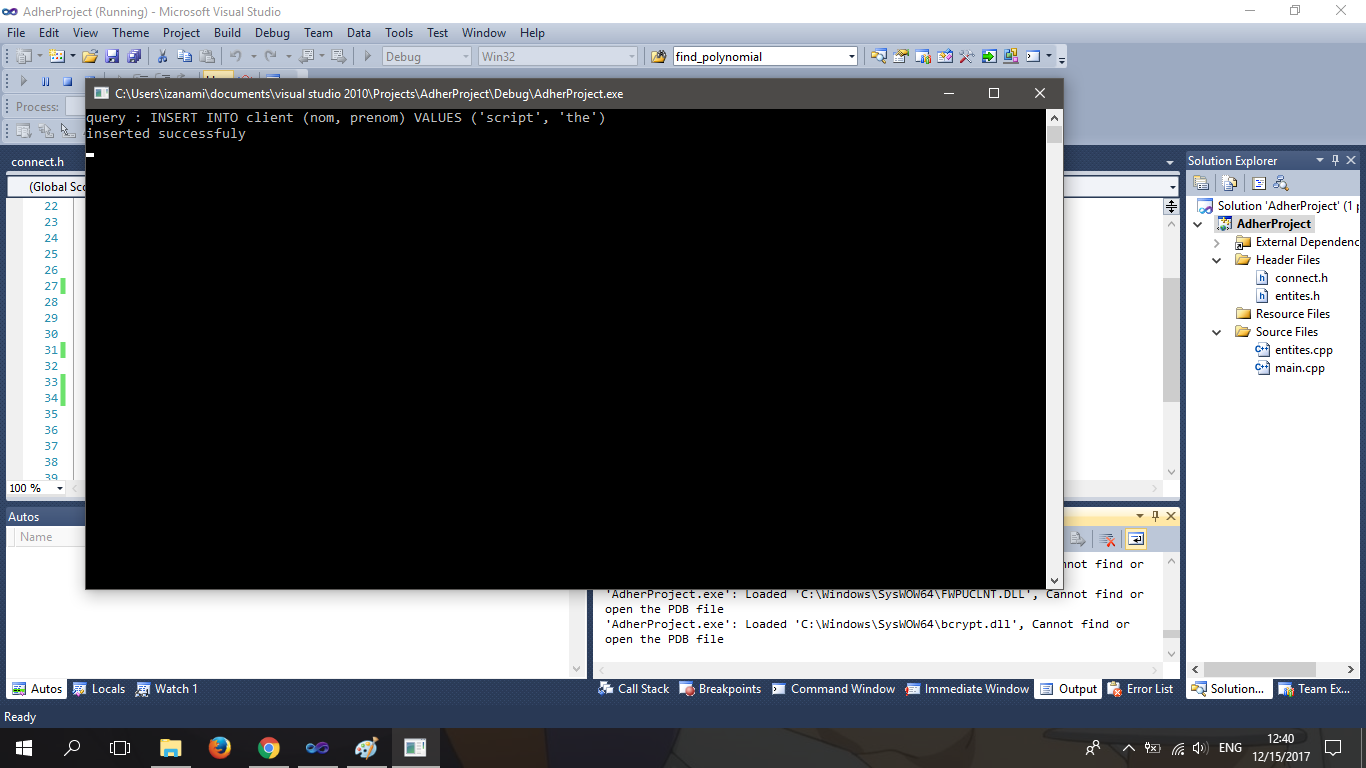 AdherProject (Running) - Microsoft Visual Studio
File Edit View Theme Project Build Debug Team Data Tools Test Window Help
Debug Win32 find_polynomial
Process:
C:\Users\izanami\documents\visual studio 2010\Projects\AdherProject\Debug\AdherProject.exe
query : INSERT INTO client (nom, prenom) VALUES ('script', 'the')
inserted successfuly
connect.h
(Global Sco
22
23
24
25
26
27
28
29
30
31
32
33
34
35
36
37
38
39
100 %
Solution Explorer
Solution 'AdherProject' (1 p
AdherProject
External Dependenc
Header Files
connect.h
entites.h
Resource Files
Source Files
entites.cpp
main.cpp
Autos
Name
nnot find or
'AdherProject.exe': Loaded 'C:\Windows\SysWOW64\FWPUCLNT.DLL', Cannot find or
open the PDB file
'AdherProject.exe': Loaded 'C:\Windows\SysWOW64\bcrypt.dll', Cannot find or
open the PDB file
Autos Locals Watch 1
Call Stack Breakpoints Command Window Immediate Window Output Error List
Solution... Team Ex...
Ready
ENG
12:40
12/15/2017